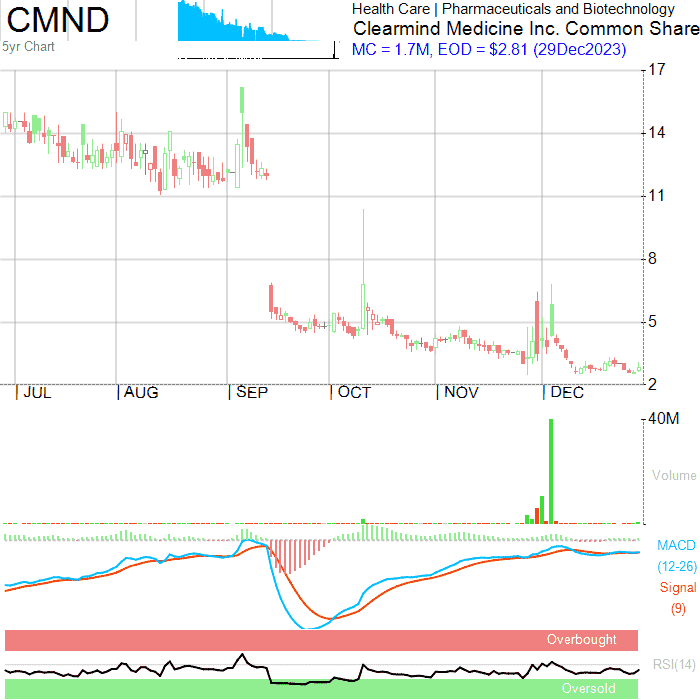 CMND
5yr Chart
Health Care | Pharmaceuticals and Biotechnology
Clearmind Medicine Inc. Common Share
MC = 1.7M, EOD = $2.81 (29Dec2023)
17
14
11
8
5
2
JUL AUG SEP OCT NOV DEC
40M
Volume
MACD
(12-26)
Signal
(9)
Overbought
RSI(14)
Oversold